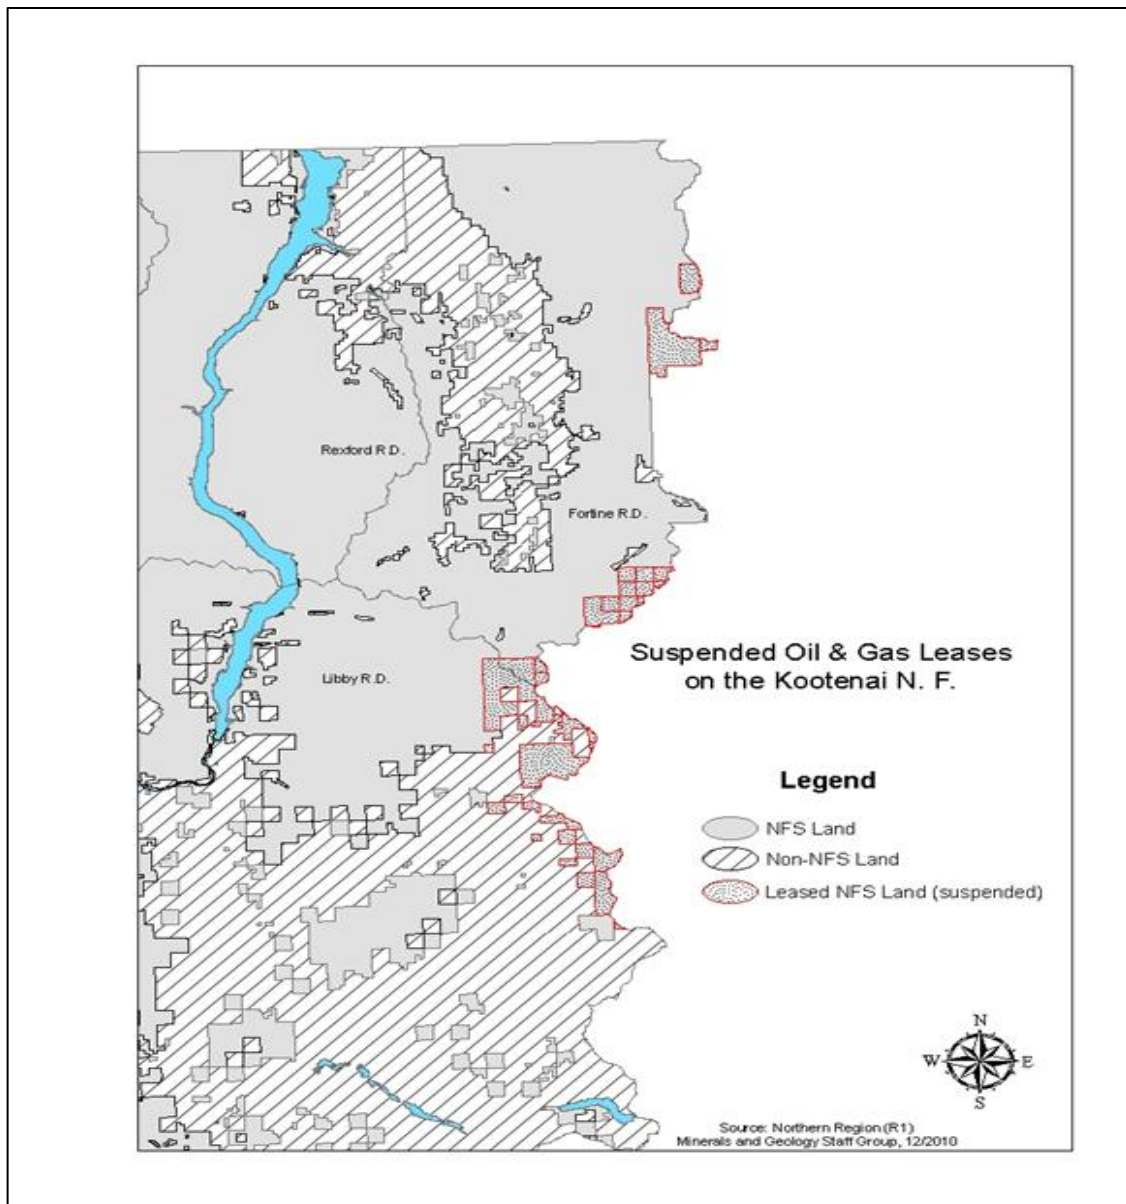 Rexford R.D.
Fortine R.D.
Suspended Oil & Gas Leases
on the Kootenai N. F.
Libby R.D.
Legend
NFS Land
Non-NFS Land
Leased NFS Land (suspended)
N
W
E
S
Source: Northern Region (R1)
Minerals and Geology Staff Group, 12/2010